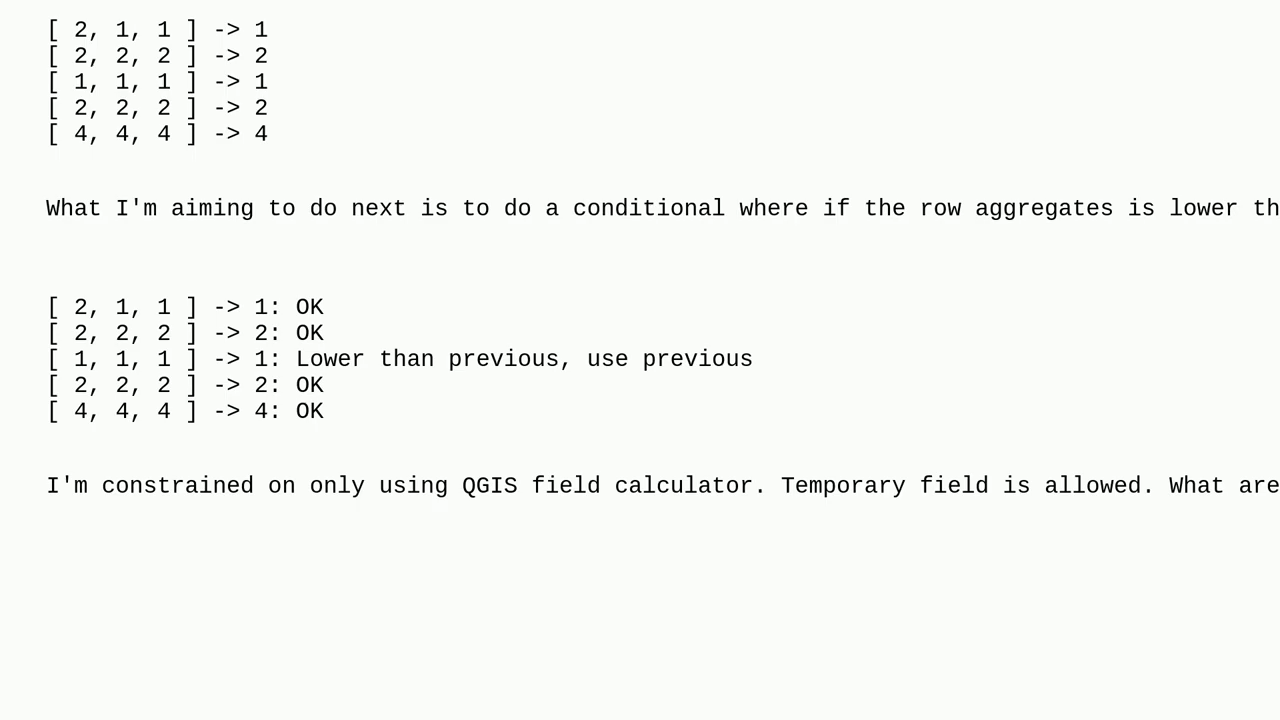 [ 2, 1, 1 ] -> 1
[ 2, 2, 2 ] -> 2
[ 1, 1, 1 ] -> 1
[ 2, 2, 2 ] -> 2
[ 4, 4, 4 ] -> 4
What I'm aiming to do next is to do a conditional where if the row aggregates is lower th
[ 2, 1, 1 ] -> 1: OK
[ 2, 2, 2 ] -> 2: OK
[ 1, 1, 1 ] -> 1: Lower than previous, use previous
[ 2, 2, 2 ] -> 2: OK
[ 4, 4, 4 ] -> 4: OK
I'm constrained on only using QGIS field calculator. Temporary field is allowed. What are